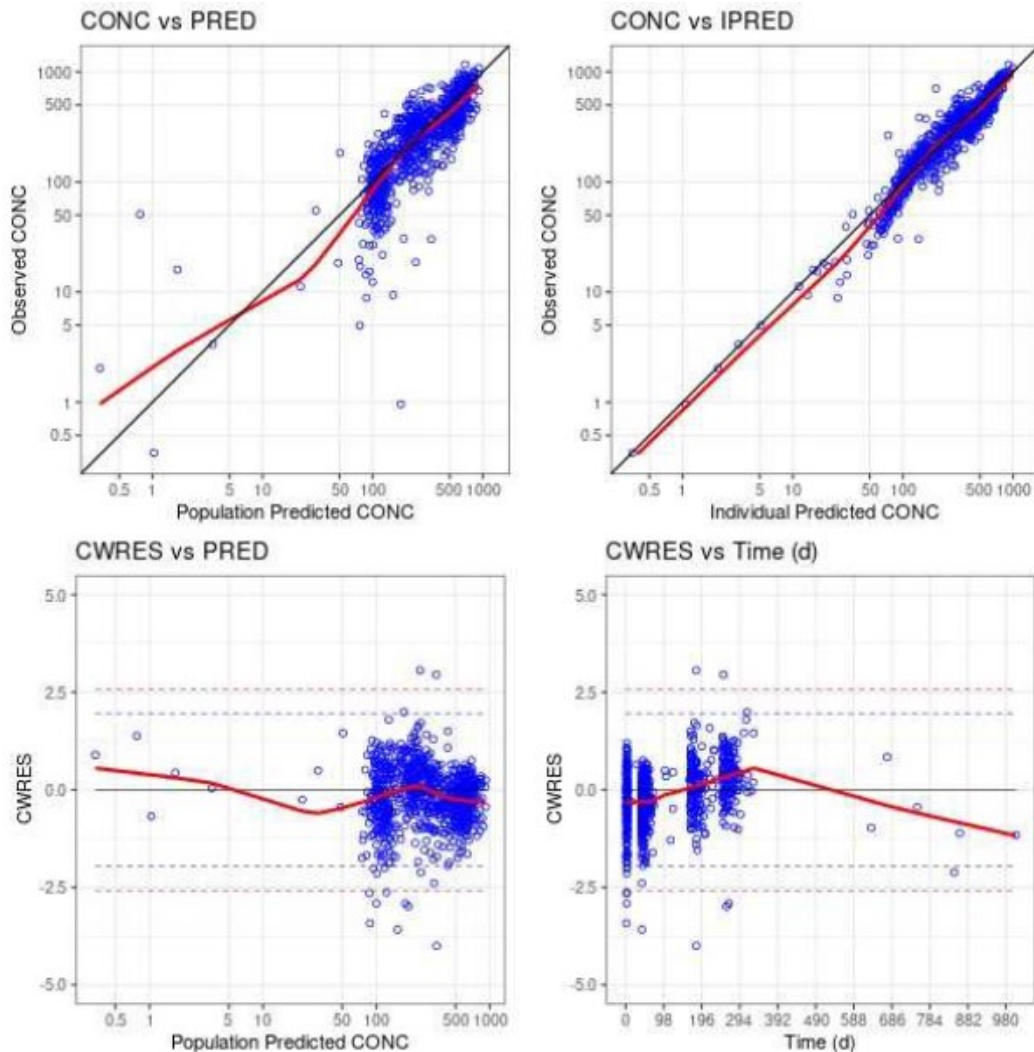 CONC vs PRED
CONC vs IPRED
1000
500
100
50
10
5
1
0.5
Observed CONC
0.5 1 5 10 50 100 500 1000
Population Predicted CONC
1000
500
100
50
10
5
1
0.5
Observed CONC
0.5 1 5 10 50 100 500 1000
Individual Predicted CONC
CWRES vs PRED
CWRES vs Time (d)
5.0
2.5
0.0
-2.5
-5.0
CWRES
0.5 1 5 10 50 100 500 1000
Population Predicted CONC
5.0
2.5
0.0
-2.5
-5.0
CWRES
0 98 196 294 392 490 588 686 784 882 980
Time (d)